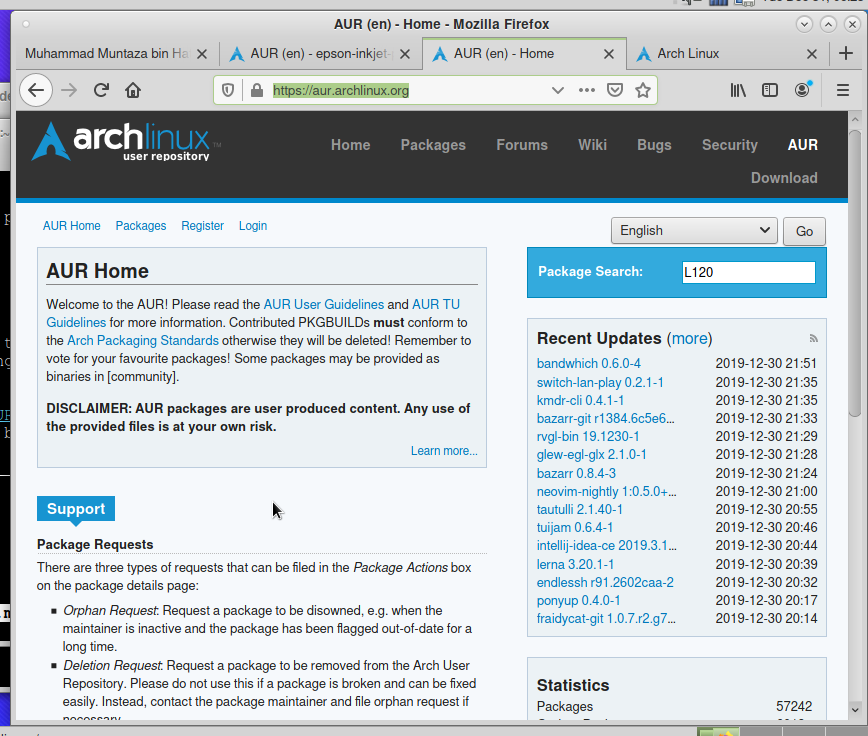 AUR (en) - Home - Mozilla Firefox
Muhammad Muntaza bin Ha
AUR (en) - epson-inkjet-
AUR (en) - Home
Arch Linux
https://aur.archlinux.org
archlinux
user repository
Home Packages Forums Wiki Bugs Security AUR
Download
AUR Home Packages Register Login
English
Go
AUR Home
Welcome to the AUR! Please read the AUR User Guidelines and AUR TU
Guidelines for more information. Contributed PKGBUILDs must conform to
the Arch Packaging Standards otherwise they will be deleted! Remember to
vote for your favourite packages! Some packages may be provided as
binaries in [community].
DISCLAIMER: AUR packages are user produced content. Any use of
the provided files is at your own risk.
Learn more...
Support
Package Requests
There are three types of requests that can be filed in the Package Actions box
on the package details page:
Orphan Request: Request a package to be disowned, e.g. when the
maintainer is inactive and the package has been flagged out-of-date for a
long time.
Deletion Request: Request a package to be removed from the Arch User
Repository. Please do not use this if a package is broken and can be fixed
easily. Instead, contact the package maintainer and file orphan request if
necessary
Package Search:
L120
Recent Updates (more)
bandwhich 0.6.0-4 2019-12-30 21:51
switch-lan-play 0.2.1-1 2019-12-30 21:35
kmdr-cli 0.4.1-1 2019-12-30 21:35
bazarr-git r1384.6c5e6... 2019-12-30 21:33
rvgl-bin 19.1230-1 2019-12-30 21:29
glew-egl-glx 2.1.0-1 2019-12-30 21:28
bazarr 0.8.4-3 2019-12-30 21:24
neovim-nightly 1:0.5.0+... 2019-12-30 21:00
tautulli 2.1.40-1 2019-12-30 20:55
tuijam 0.6.4-1 2019-12-30 20:46
intellij-idea-ce 2019.3.1... 2019-12-30 20:44
lerna 3.20.1-1 2019-12-30 20:39
endlessh r91.2602caa-2 2019-12-30 20:32
ponyup 0.4.0-1 2019-12-30 20:17
fraidycat-git 1.0.7.r2.g7... 2019-12-30 20:14
Statistics
Packages 57242